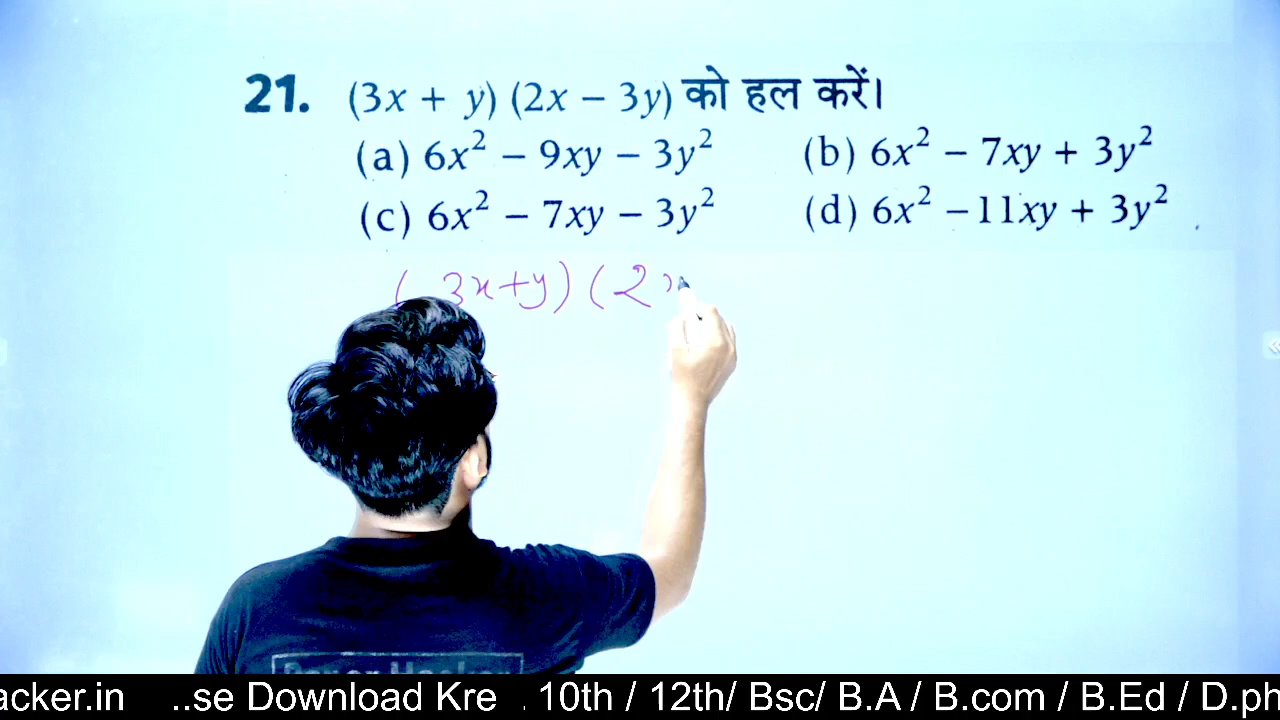 21. (3x + y) (2x − 3y) को हल करें।
(a) 6x² − 9xy − 3y² (b) 6x² − 7xy + 3y²
(c) 6x² − 7xy − 3y² (d) 6x² −11xy + 3y²
( 3x+y) (2x
acker.in ..se Download Kre . 10th / 12th/ Bsc/ B.A / B.com / B.Ed / D.ph